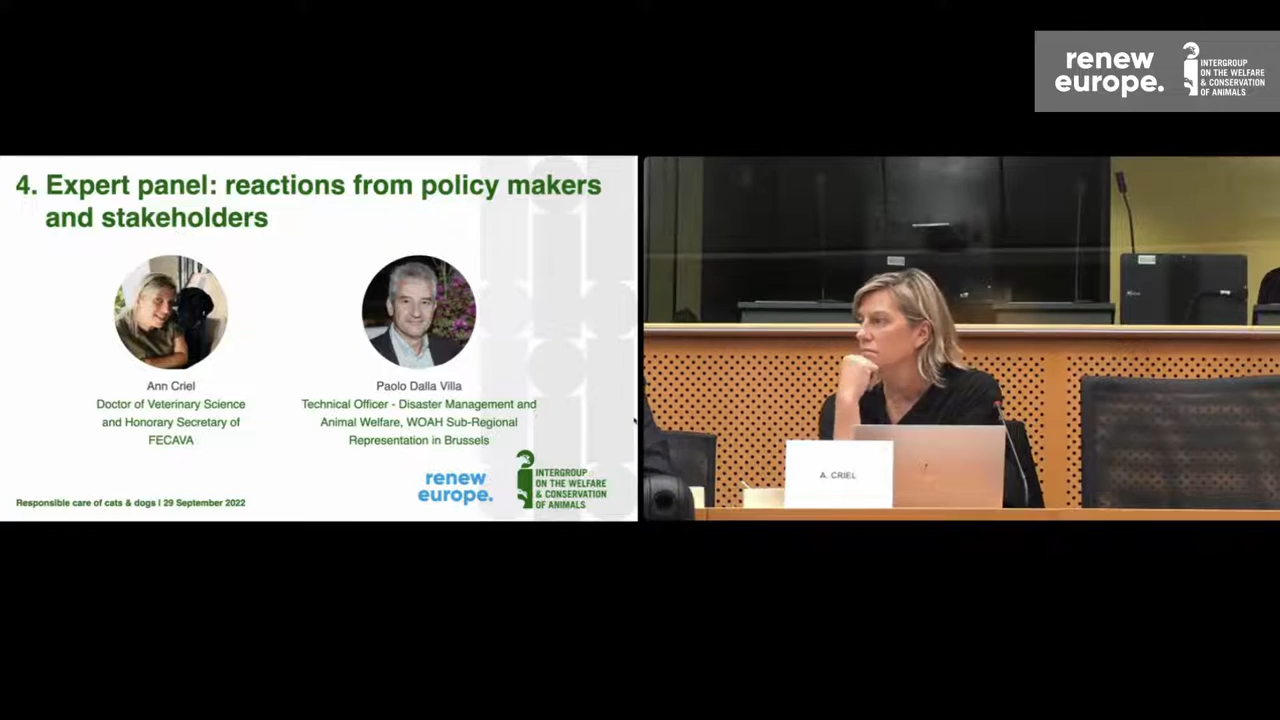 renew
europe.
INTERGROUP
ON THE WELFARE
& CONSERVATION
OF ANIMALS
4. Expert panel: reactions from policy makers
and stakeholders
Ann Criel
Doctor of Veterinary Science
and Honorary Secretary of
FECAVA
Paolo Dalla Villa
Technical Officer - Disaster Management and
Animal Welfare, WOAH Sub-Regional
Representation in Brussels
renew
europe.
INTERGROUP
ON THE WELFARE
& CONSERVATION
OF ANIMALS
Responsible care of cats & dogs I 29 September 2022
A. CRIEL